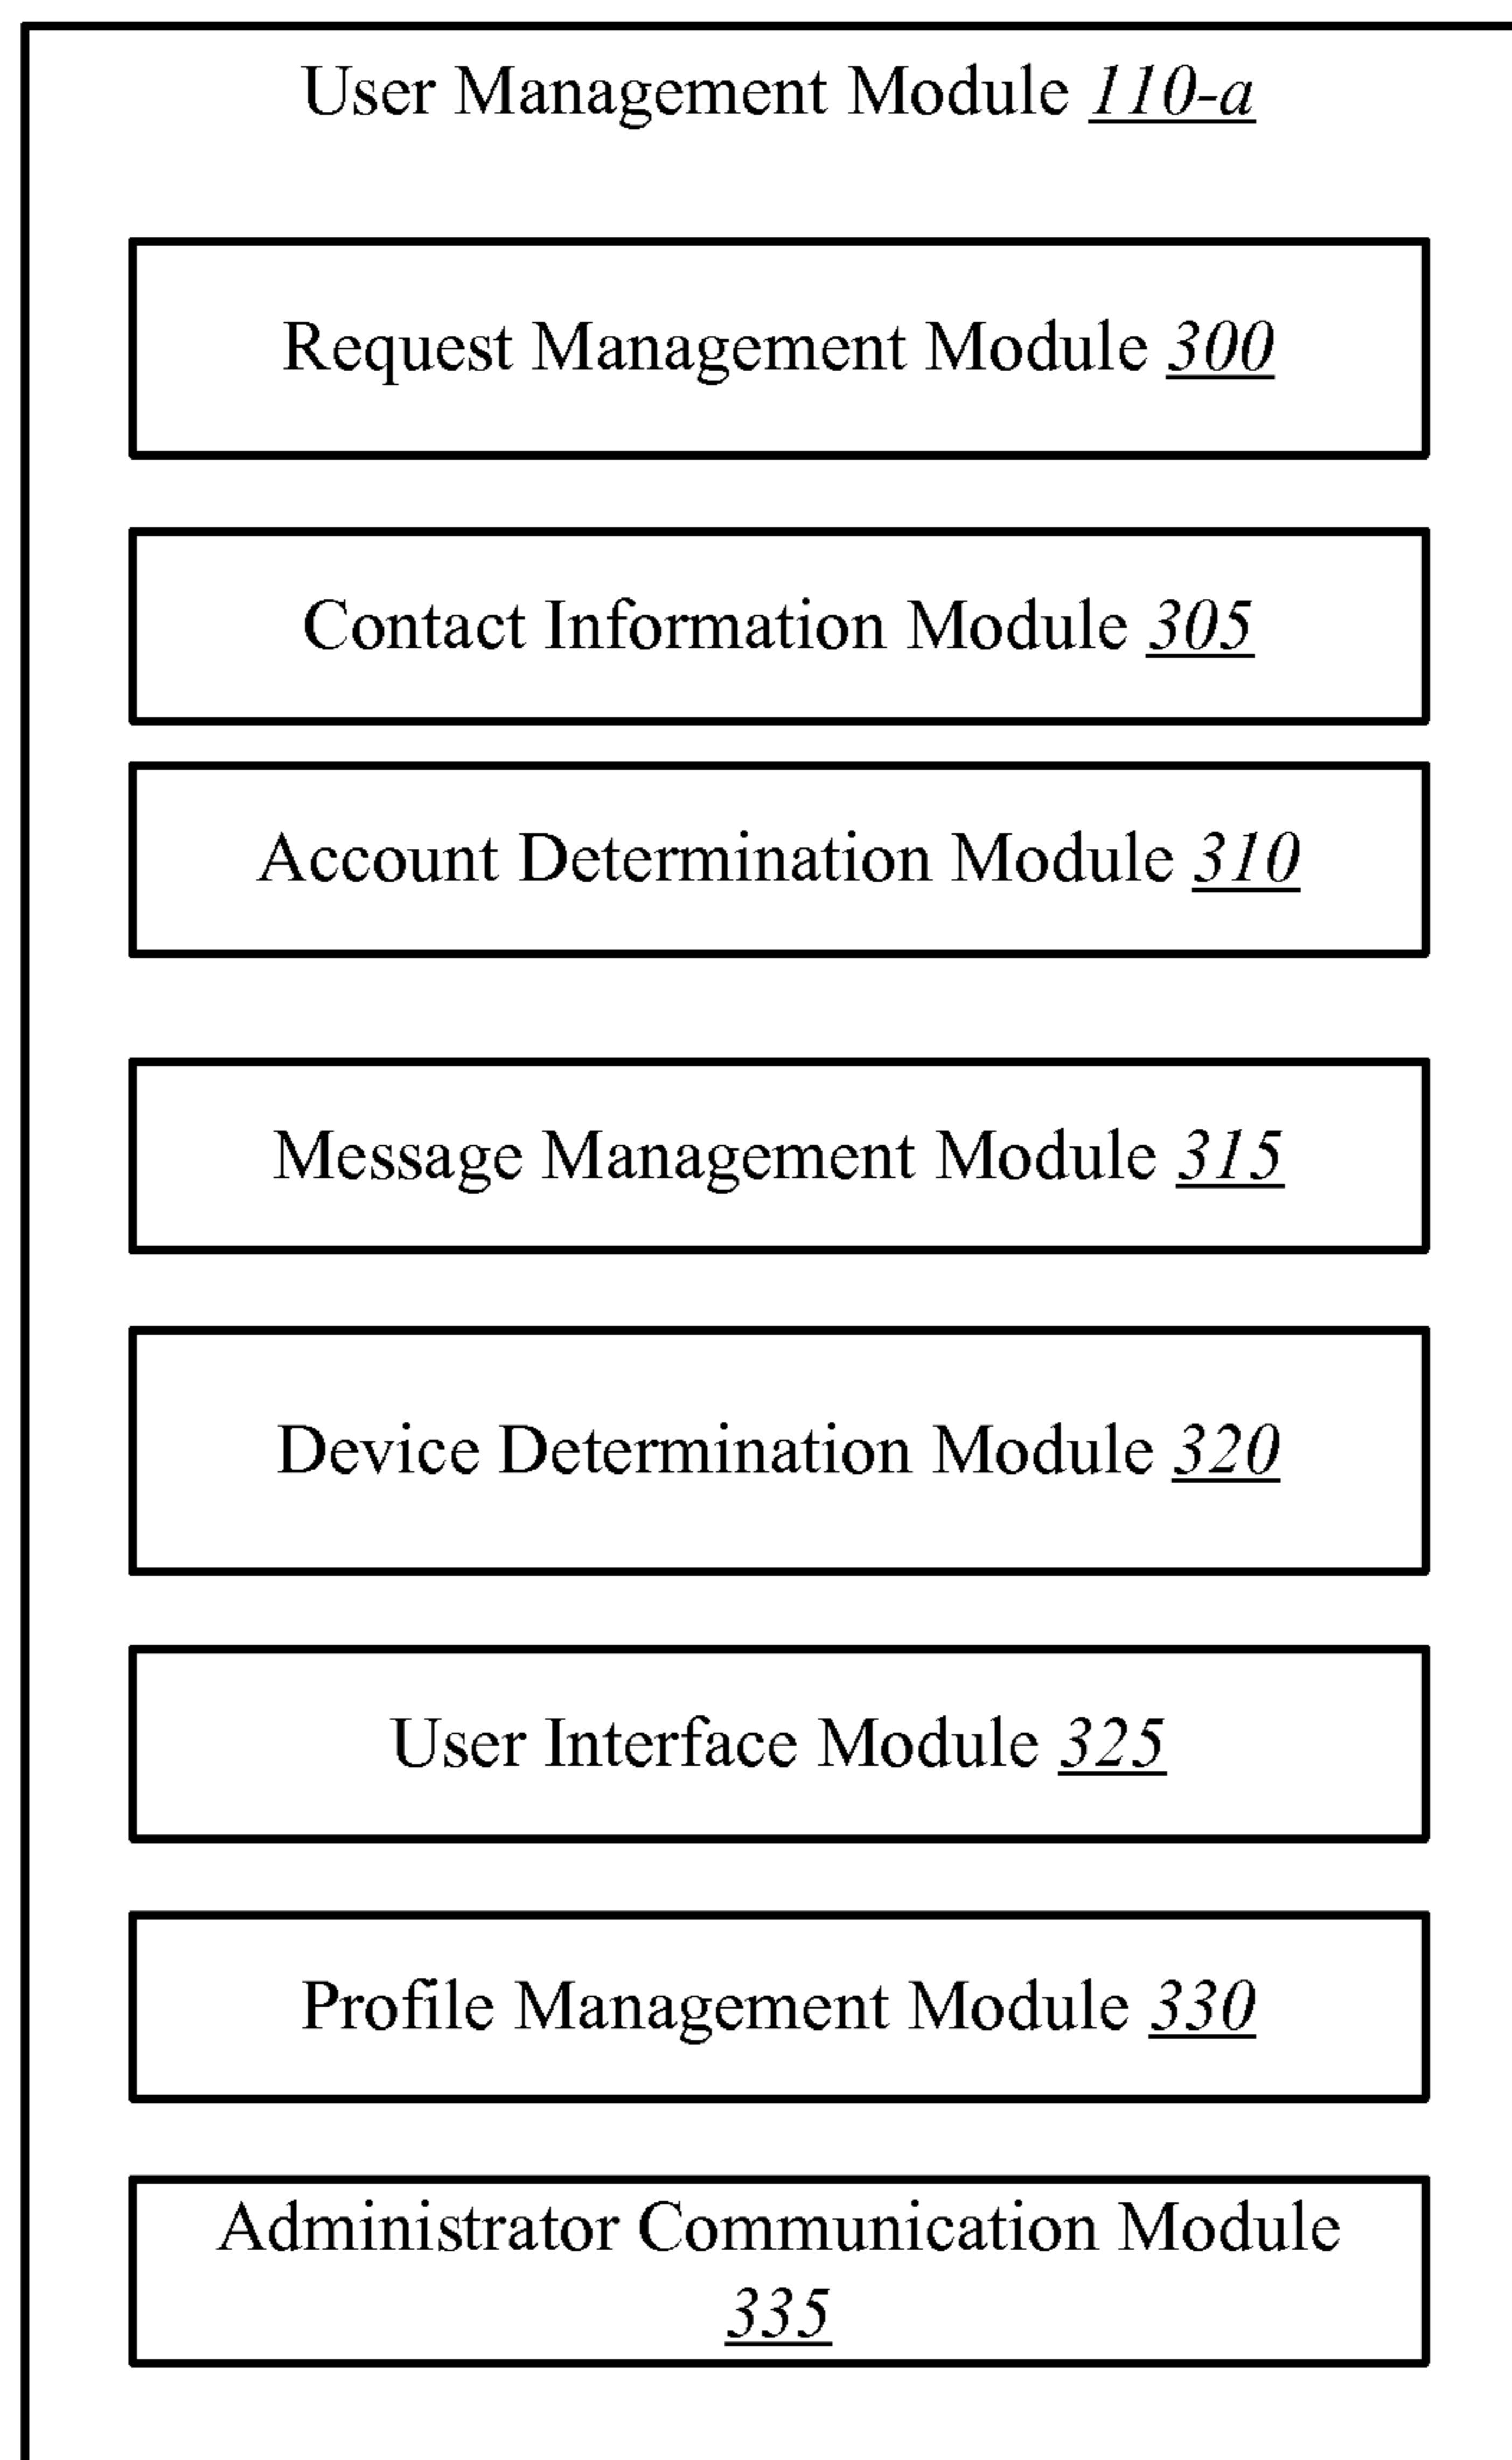 User Management Module 110-a
Request Management Module 300
Contact Information Module 305
Account Determination Module 310
Message Management Module 315
Device Determination Module 320
User Interface Module 325
Profile Management Module 330
Administrator Communication Module
335